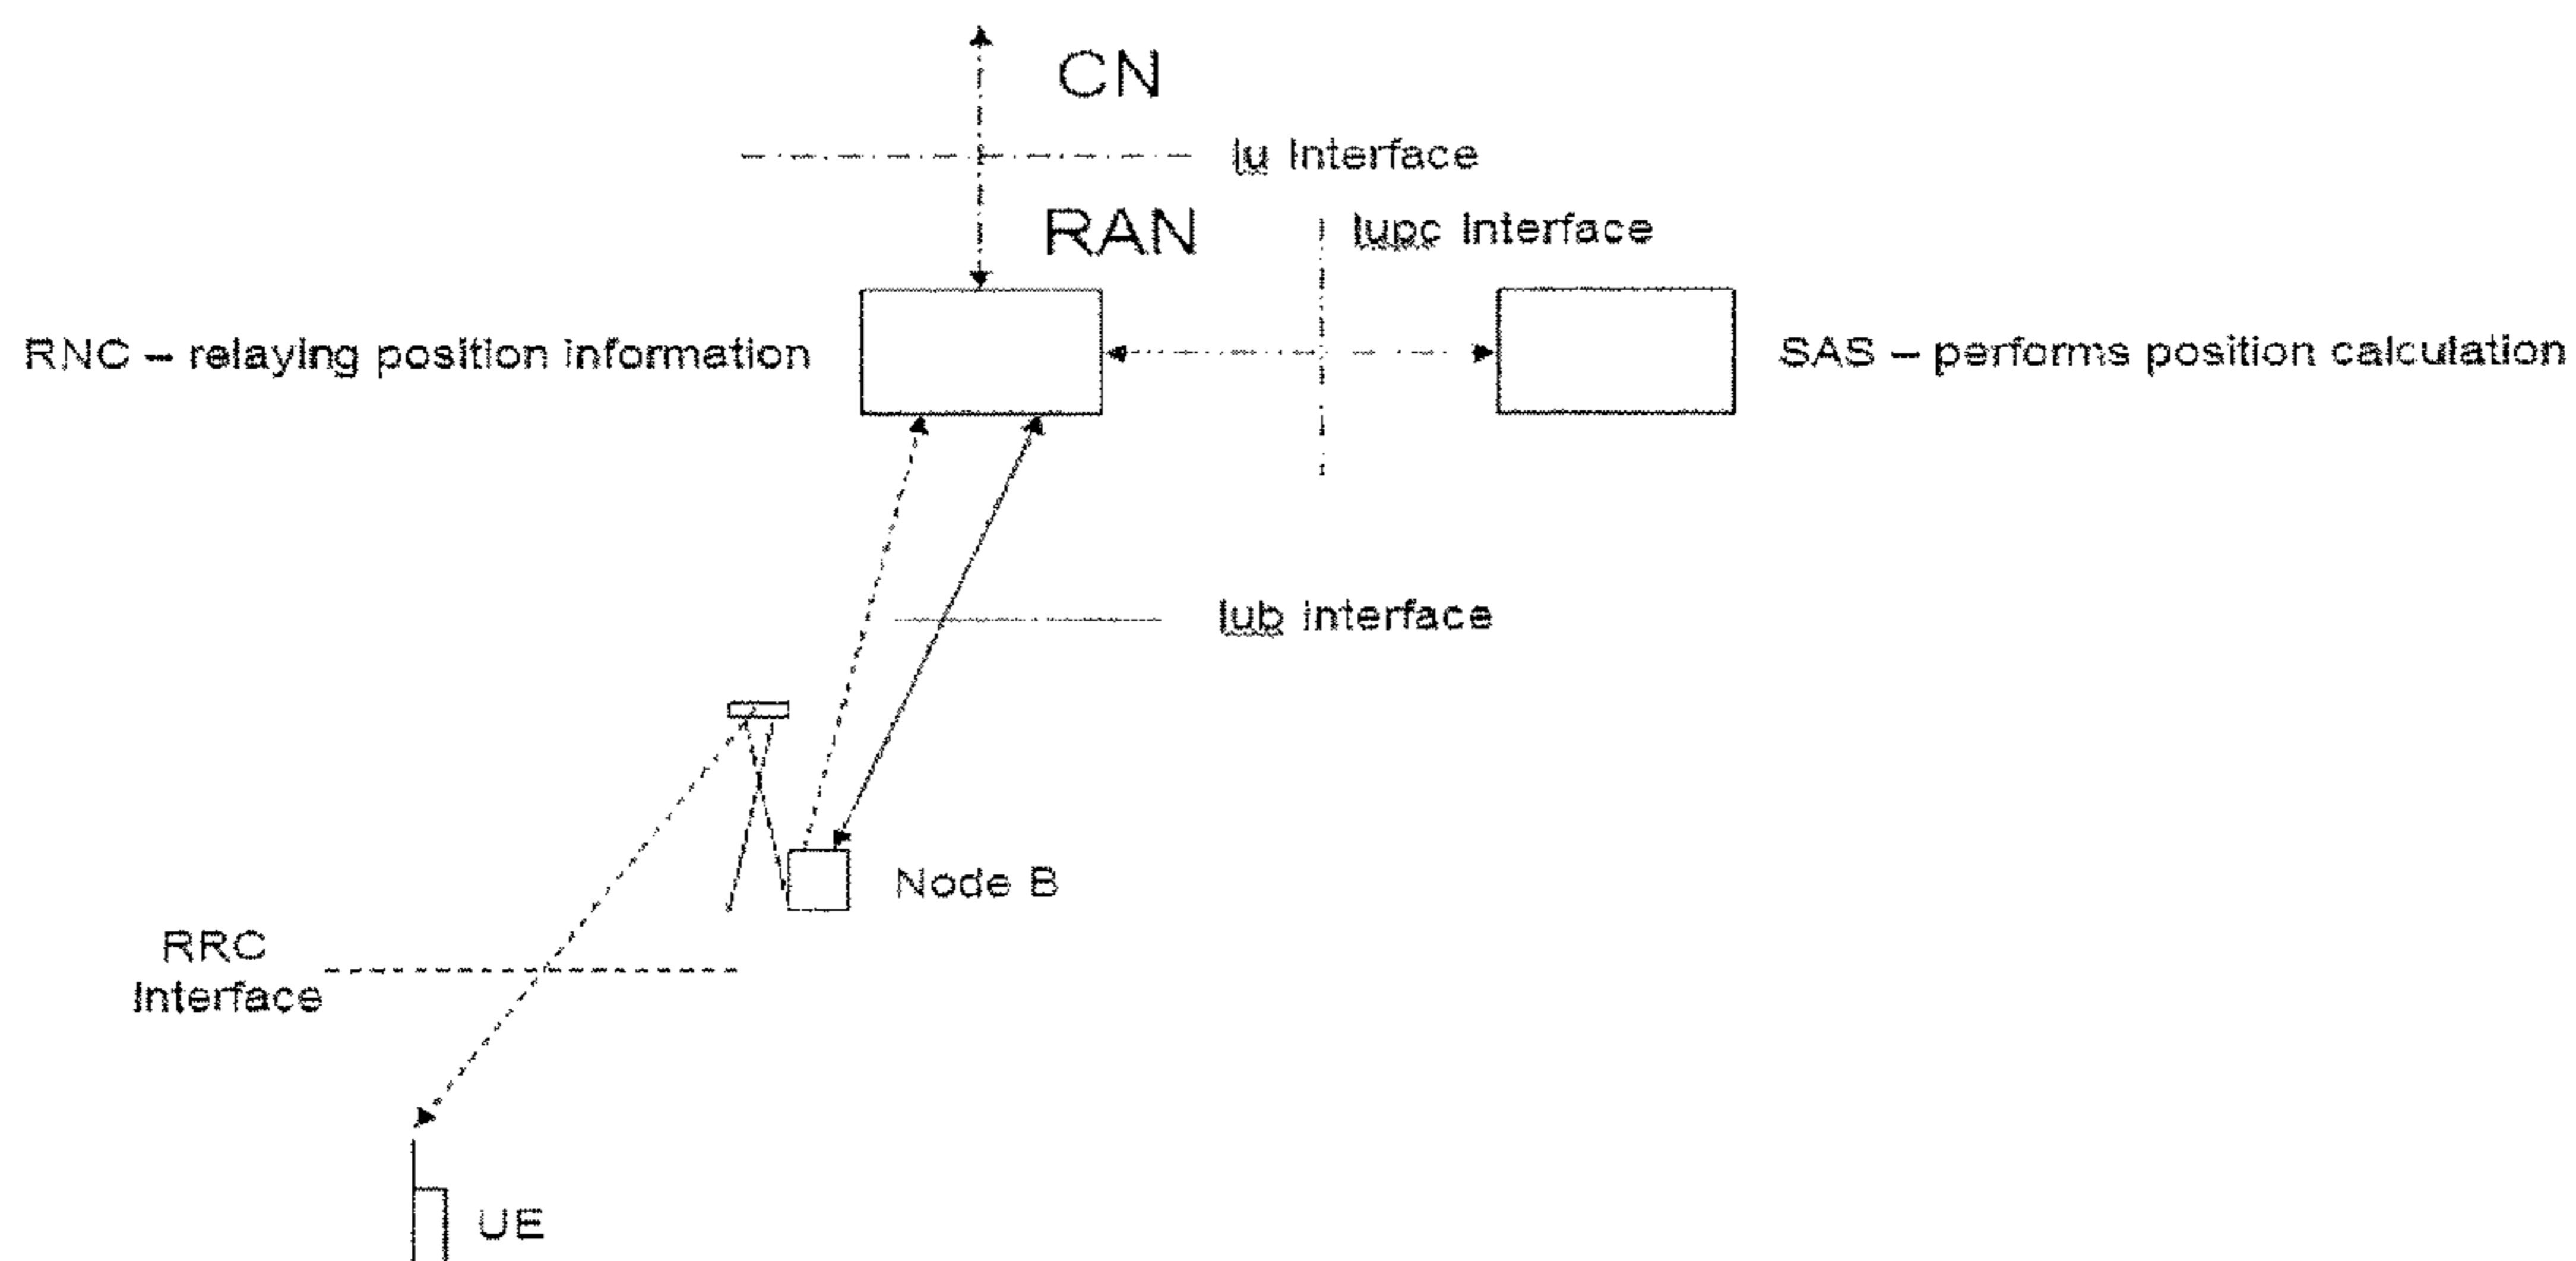 CN
Iu Interface
RAN
Iupc Interface
RNC – relaying position information
SAS – performs position calculation
Iub Interface
Node B
RRC
Interface
UE